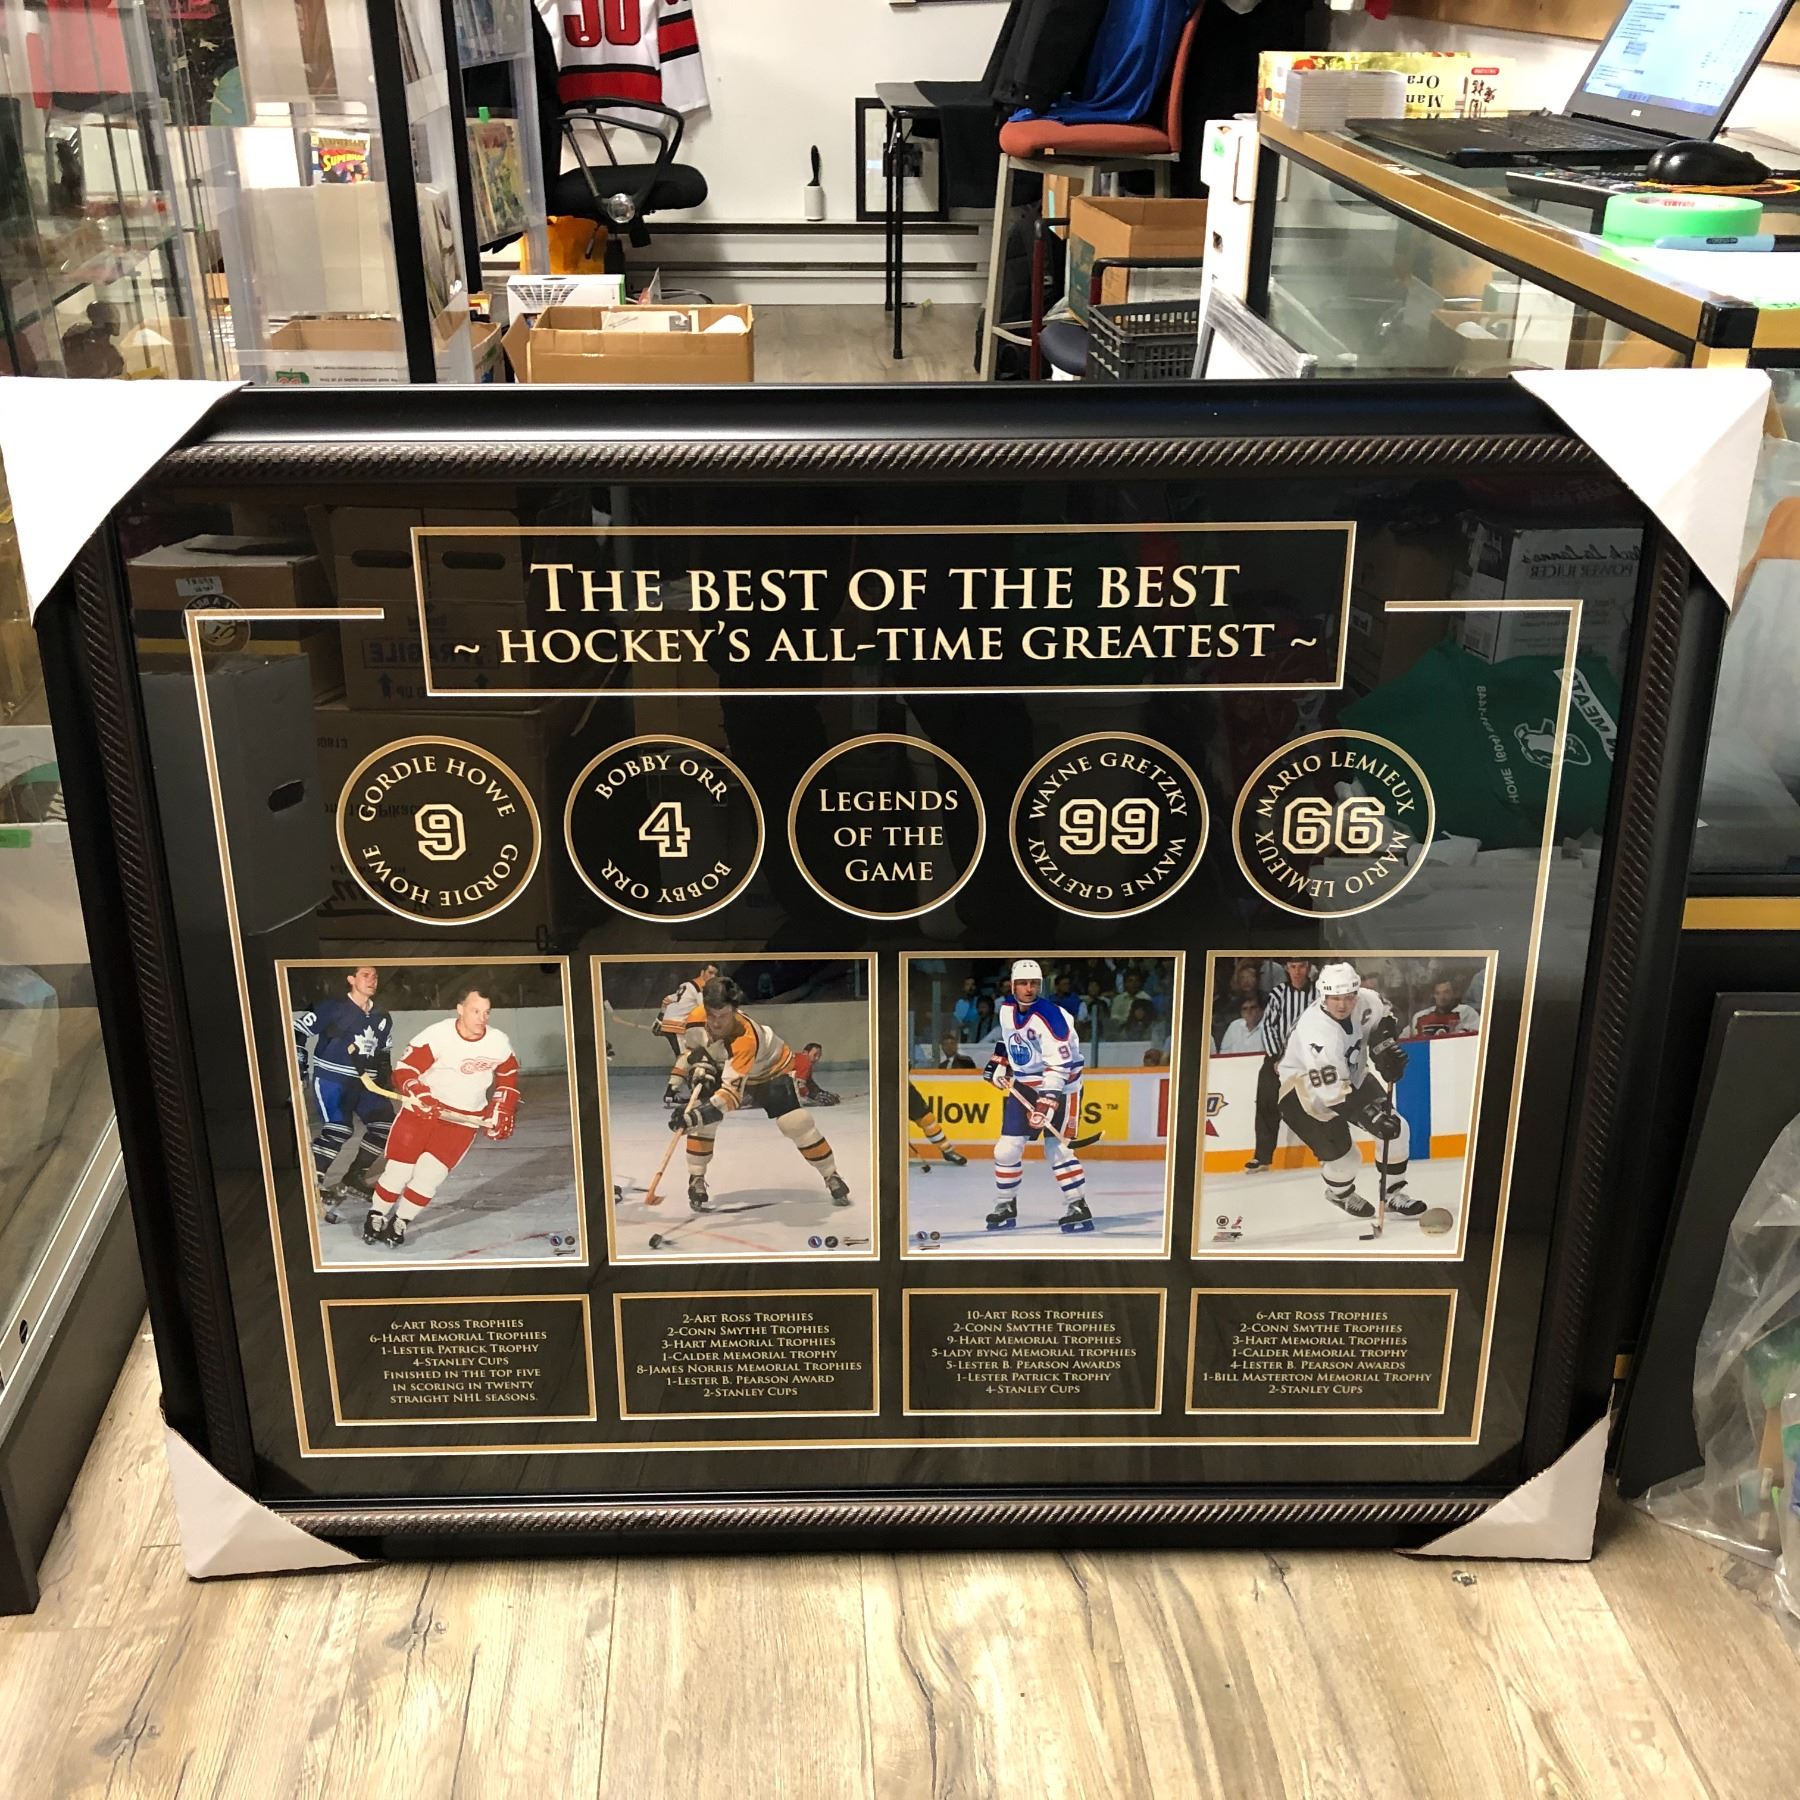 30
SUPERMAN
Man
Ora
THE BEST OF THE BEST
~ HOCKEY'S ALL-TIME GREATEST ~
GORDIE HOWE GORDIE HOWE
9
BOBBY ORR BOBBY ORR
4
LEGENDS
OF THE
GAME
WAYNE GRETZKY WAYNE GRETZKY
99
MARIO LEMIEUX MARIO LEMIEUX
66
llow
s™
66
6-ART ROSS TROPHIES
6-HART MEMORIAL TROPHIES
1-LESTER PATRICK TROPHY
4-STANLEY CUPS
FINISHED IN THE TOP FIVE
IN SCORING IN TWENTY
STRAIGHT NHL SEASONS.
2-ART ROSS TROPHIES
2-CONN SMYTHE TROPHIES
3-HART MEMORIAL TROPHIES
1-CALDER MEMORIAL TROPHY
8-JAMES NORRIS MEMORIAL TROPHIES
1-LESTER B. PEARSON AWARD
2-STANLEY CUPS
10-ART ROSS TROPHIES
2-CONN SMYTHE TROPHIES
9-HART MEMORIAL TROPHIES
5-LADY BYNG MEMORIAL TROPHIES
5-LESTER B. PEARSON AWARDS
1-LESTER PATRICK TROPHY
4-STANLEY CUPS
6-ART ROSS TROPHIES
2-CONN SMYTHE TROPHIES
3-HART MEMORIAL TROPHIES
1-CALDER MEMORIAL TROPHY
4-LESTER B. PEARSON AWARDS
1-BILL MASTERTON MEMORIAL TROPHY
2-STANLEY CUPS